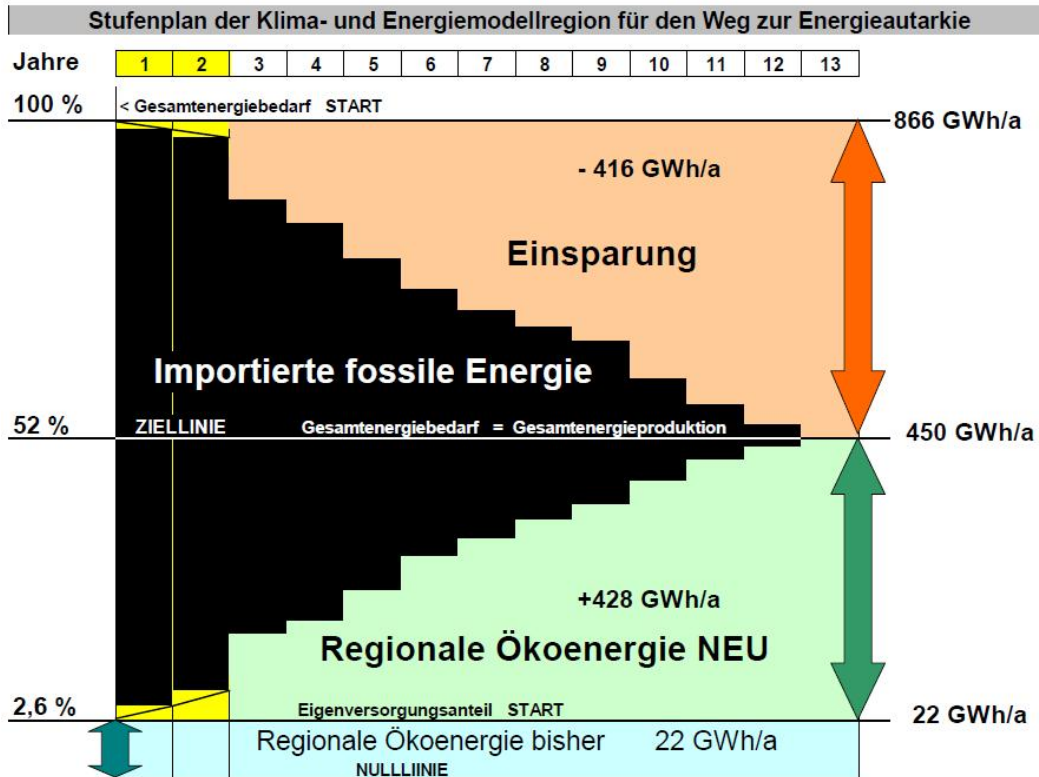 Stufenplan der Klima- und Energiemodellregion für den Weg zur Energieautarkie
Jahre 1 2 3 4 5 6 7 8 9 10 11 12 13
100 % < Gesamtenergiebedarf START 866 GWh/a
- 416 GWh/a
Einsparung
Importierte fossile Energie
52 % ZIELLINIE Gesamtenergiebedarf = Gesamtenergieproduktion 450 GWh/a
+428 GWh/a
Regionale Ökoenergie NEU
2,6 % Eigenversorgungsanteil START 22 GWh/a
Regionale Ökoenergie bisher 22 GWh/a
NULLLIINIE